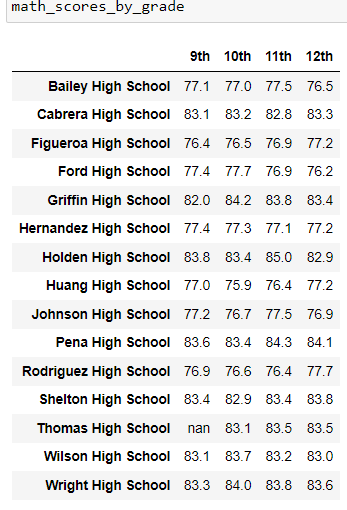 math_scores_by_grade
9th 10th 11th 12th
Bailey High School 77.1 77.0 77.5 76.5
Cabrera High School 83.1 83.2 82.8 83.3
Figueroa High School 76.4 76.5 76.9 77.2
Ford High School 77.4 77.7 76.9 76.2
Griffin High School 82.0 84.2 83.8 83.4
Hernandez High School 77.4 77.3 77.1 77.2
Holden High School 83.8 83.4 85.0 82.9
Huang High School 77.0 75.9 76.4 77.2
Johnson High School 77.2 76.7 77.5 76.9
Pena High School 83.6 83.4 84.3 84.1
Rodriguez High School 76.9 76.6 76.4 77.7
Shelton High School 83.4 82.9 83.4 83.8
Thomas High School nan 83.1 83.5 83.5
Wilson High School 83.1 83.7 83.2 83.0
Wright High School 83.3 84.0 83.8 83.6